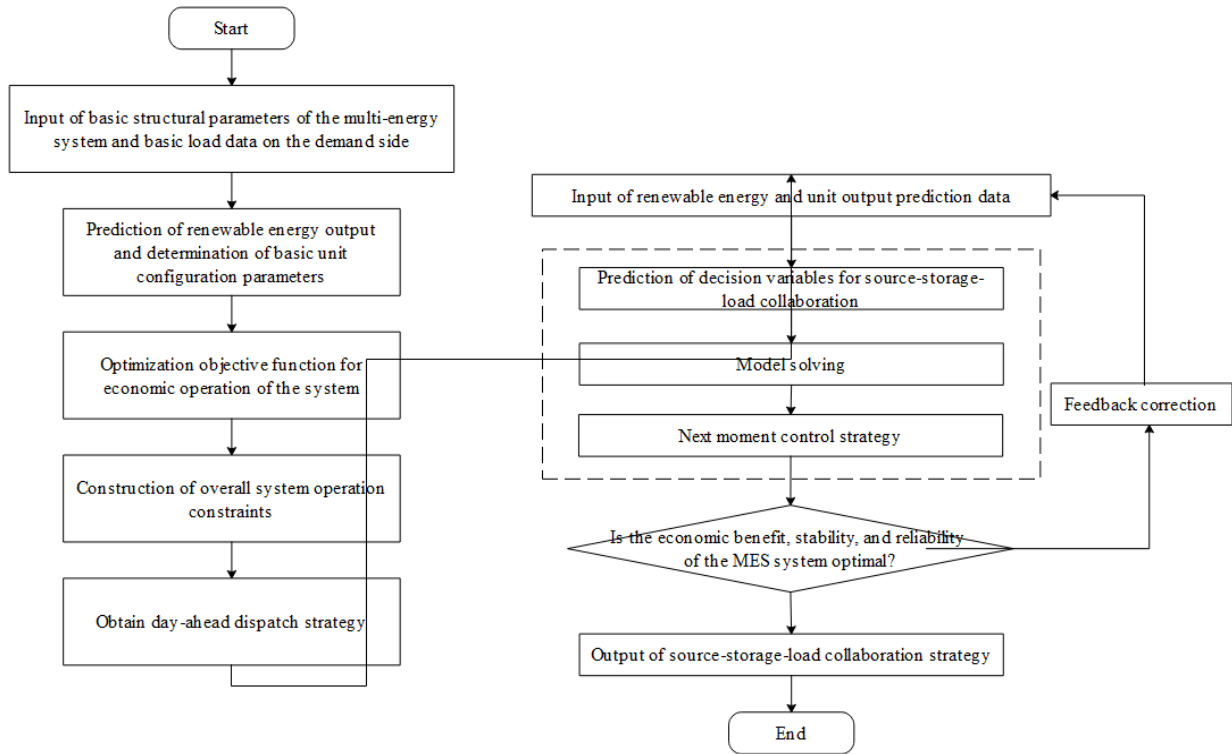 Start
Input of basic structural parameters of the multi-energy
system and basic load data on the demand side
Prediction of renewable energy output
and determination of basic unit
configuration parameters
Optimization objective function for
economic operation of the system
Construction of overall system operation
constraints
Obtain day-ahead dispatch strategy
Input of renewable energy and unit output prediction data
Prediction of decision variables for source-storage-
load collaboration
Model solving
Next moment control strategy
Feedback correction
Is the economic benefit, stability, and reliability
of the MES system optimal?
Output of source-storage-load collaboration strategy
End